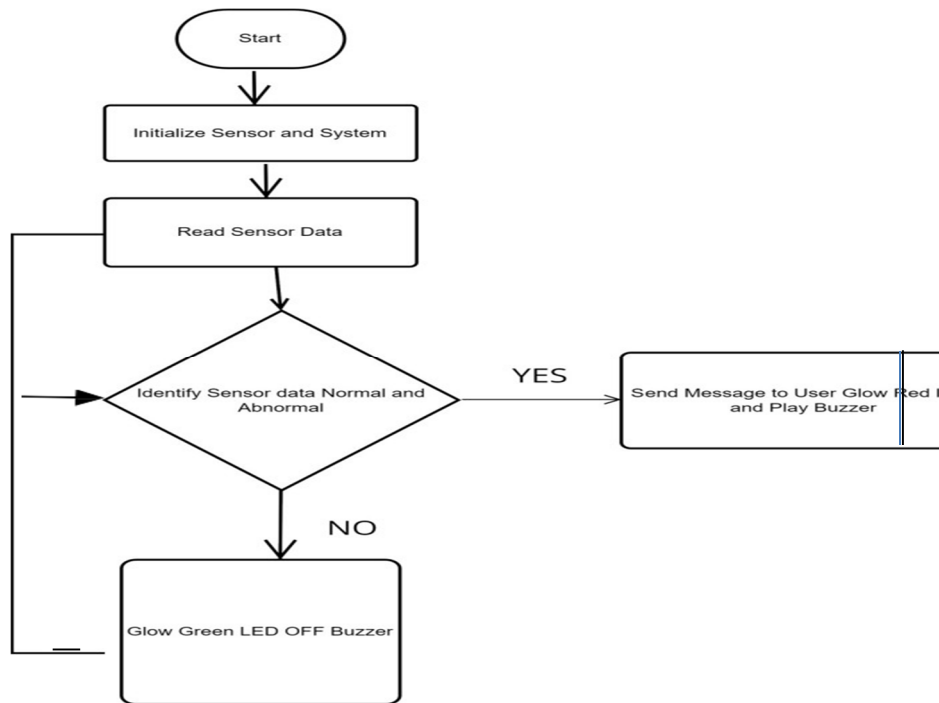 Start
Initialize Sensor and System
Read Sensor Data
Identify Sensor data Normal and
Abnormal
YES
Send Message to User Glow Red
and Play Buzzer
NO
Glow Green LED OFF Buzzer